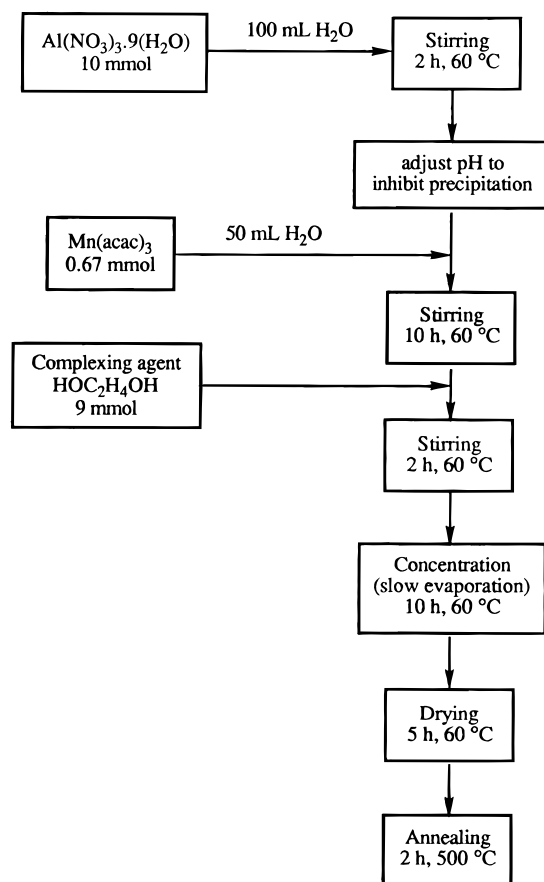 Al(NO₃)₃.9(H₂O)
10 mmol
100 mL H₂O
Stirring
2 h, 60 °C
adjust pH to
inhibit precipitation
Mn(acac)₃
0.67 mmol
50 mL H₂O
Stirring
10 h, 60 °C
Complexing agent
HOC₂H₄OH
9 mmol
Stirring
2 h, 60 °C
Concentration
(slow evaporation)
10 h, 60 °C
Drying
5 h, 60 °C
Annealing
2 h, 500 °C